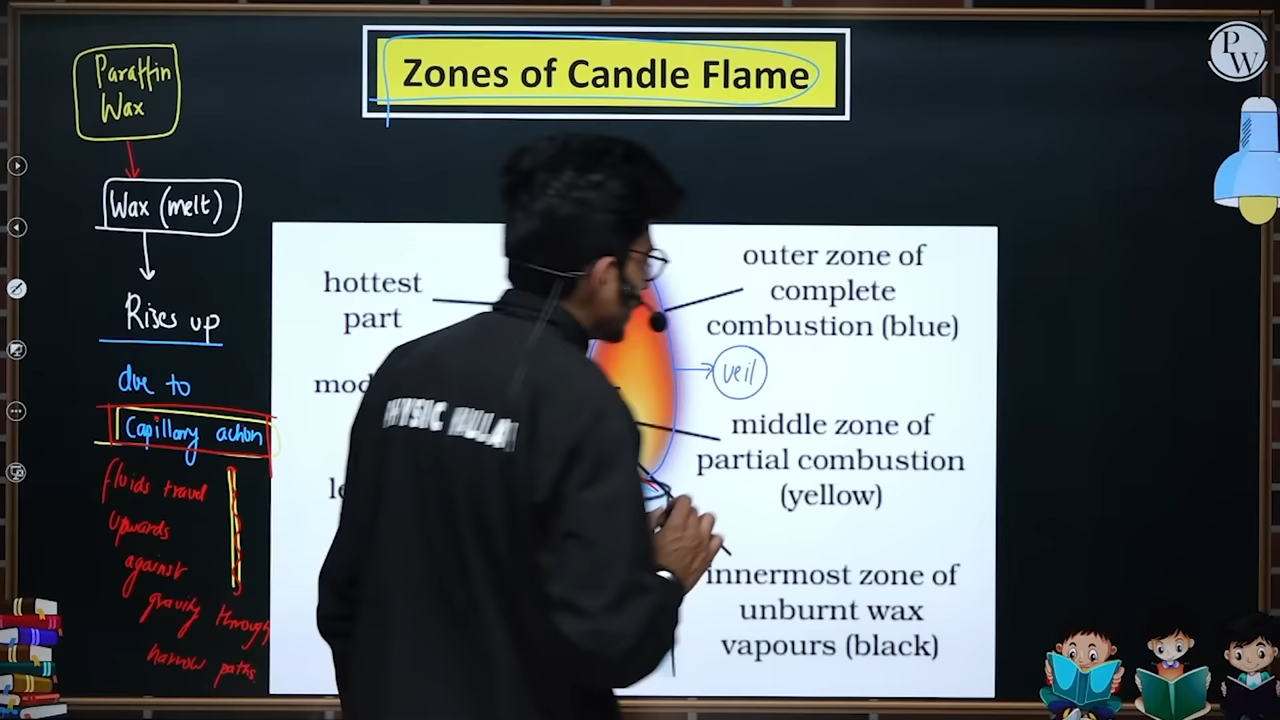 Zones of Candle Flame
PW
Paraffin
Wax
Wax (melt)
Rises up
due to
Capillary action
fluids travel
upwards
against
gravity through
narrow paths
hottest
part
outer zone of
complete
combustion (blue)
veil
middle zone of
partial combustion
(yellow)
innermost zone of
unburnt wax
vapours (black)